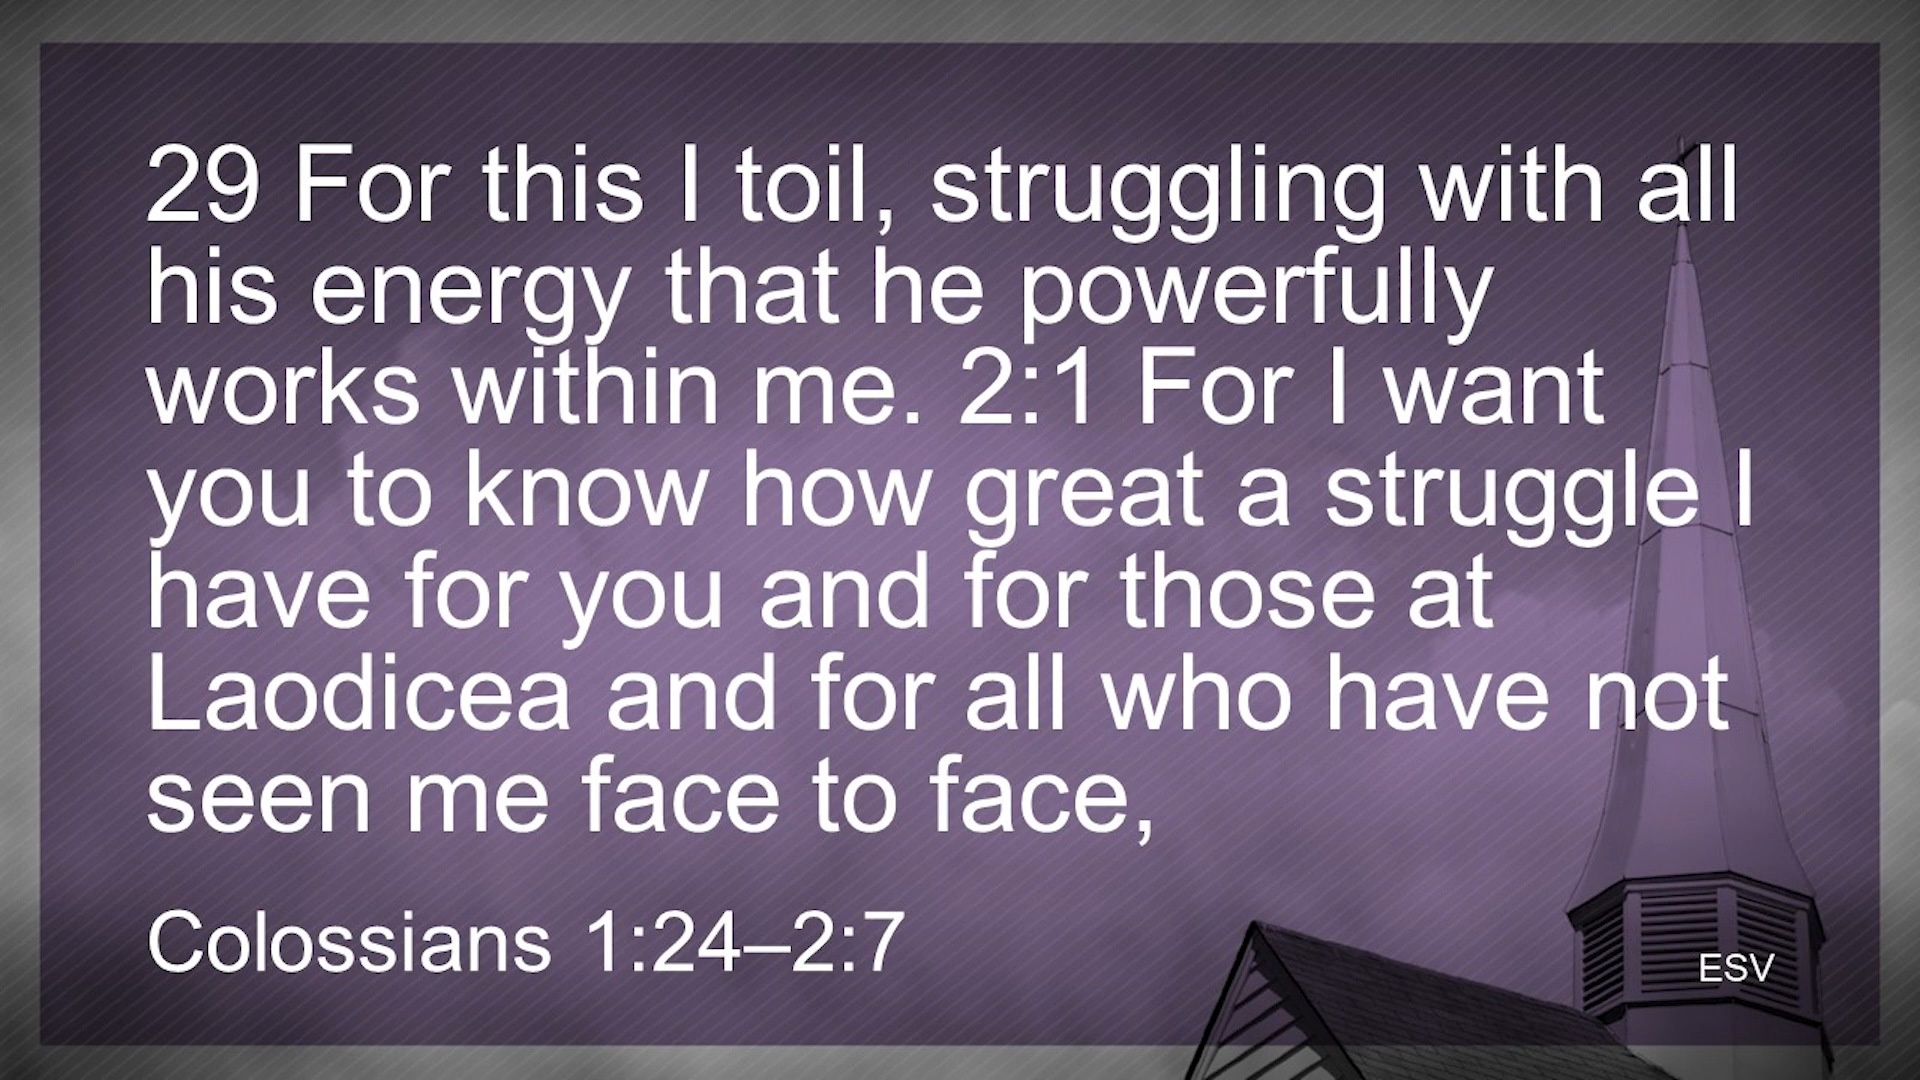 29 For this I toil, struggling with all
his energy that he powerfully
works within me. 2:1 For I want
you to know how great a struggle I
have for you and for those at
Laodicea and for all who have not
seen me face to face,
Colossians 1:24–2:7
ESV